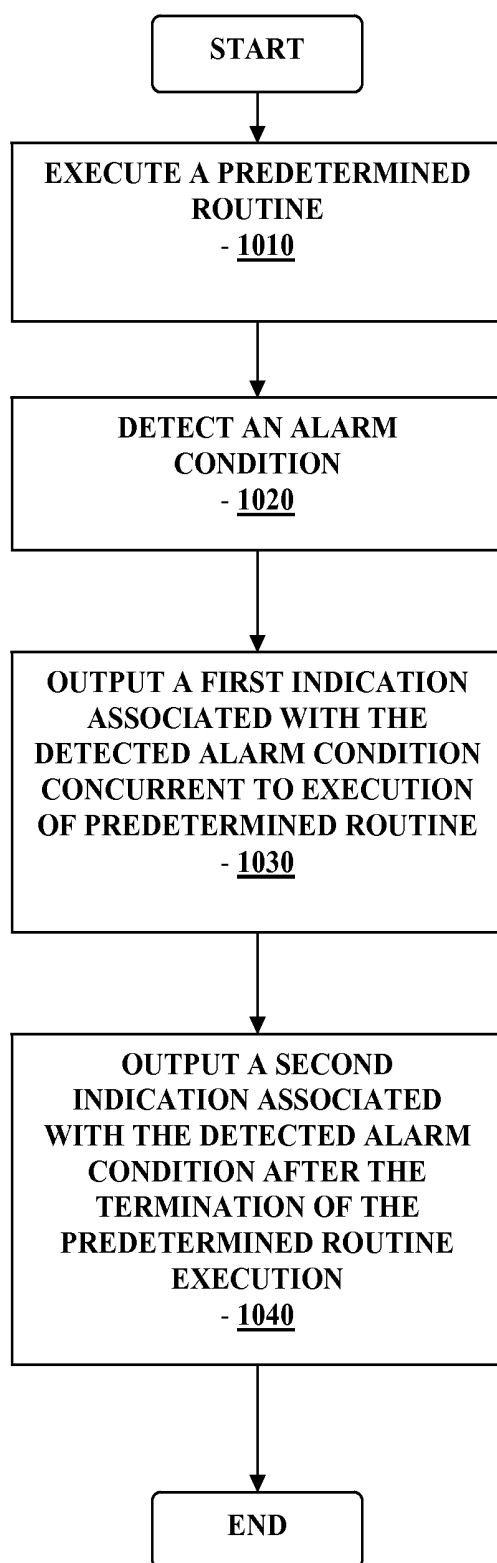 START
EXECUTE A PREDETERMINED
ROUTINE
- 1010
DETECT AN ALARM
CONDITION
- 1020
OUTPUT A FIRST INDICATION
ASSOCIATED WITH THE
DETECTED ALARM CONDITION
CONCURRENT TO EXECUTION
OF PREDETERMINED ROUTINE
- 1030
OUTPUT A SECOND
INDICATION ASSOCIATED
WITH THE DETECTED ALARM
CONDITION AFTER THE
TERMINATION OF THE
PREDETERMINED ROUTINE
EXECUTION
- 1040
END